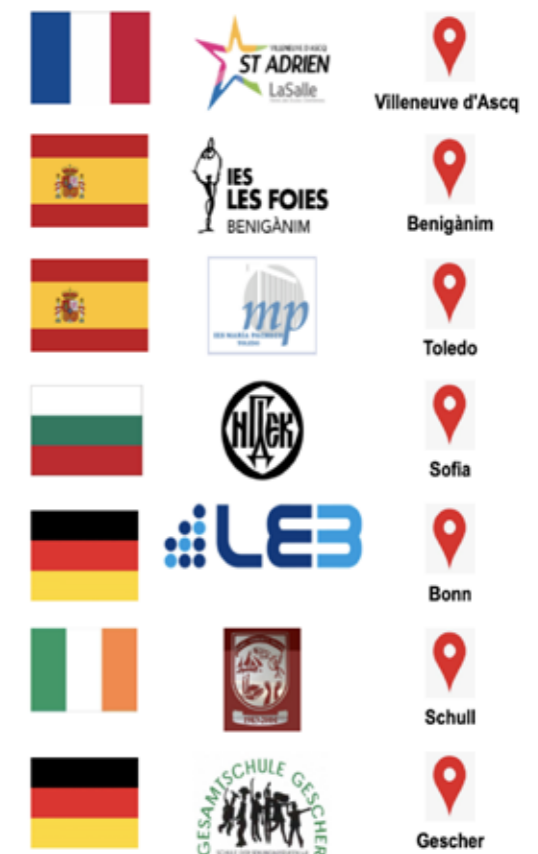 VILLENEUVE D'ASCQ
ST ADRIEN
LaSalle
Villeneuve d'Ascq
IES
LES FOIES
BENIGÀNIM
Benigànim
mp
IES MARÍA PACHECO
TOLEDO
Toledo
НГДЕК
Sofia
LEB
Bonn
Schull
GESAMTSCHULE GESCHER
Gescher